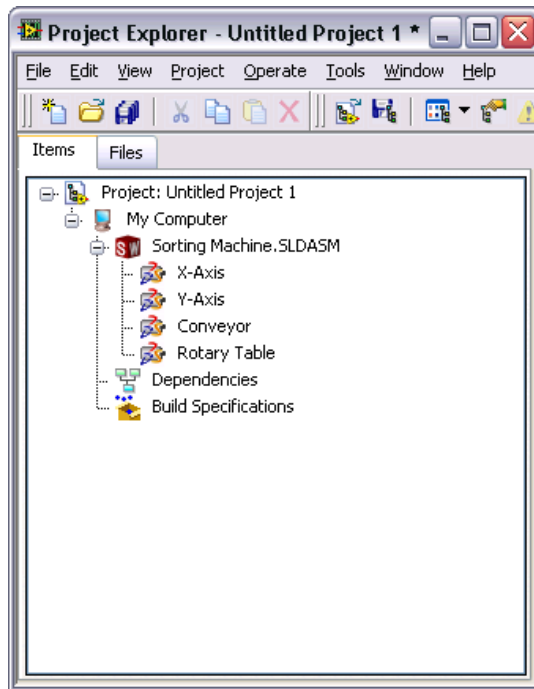 Project Explorer - Untitled Project 1 *
File Edit View Project Operate Tools Window Help
Items Files
Project: Untitled Project 1
My Computer
SW Sorting Machine.SLDASM
X-Axis
Y-Axis
Conveyor
Rotary Table
Dependencies
Build Specifications